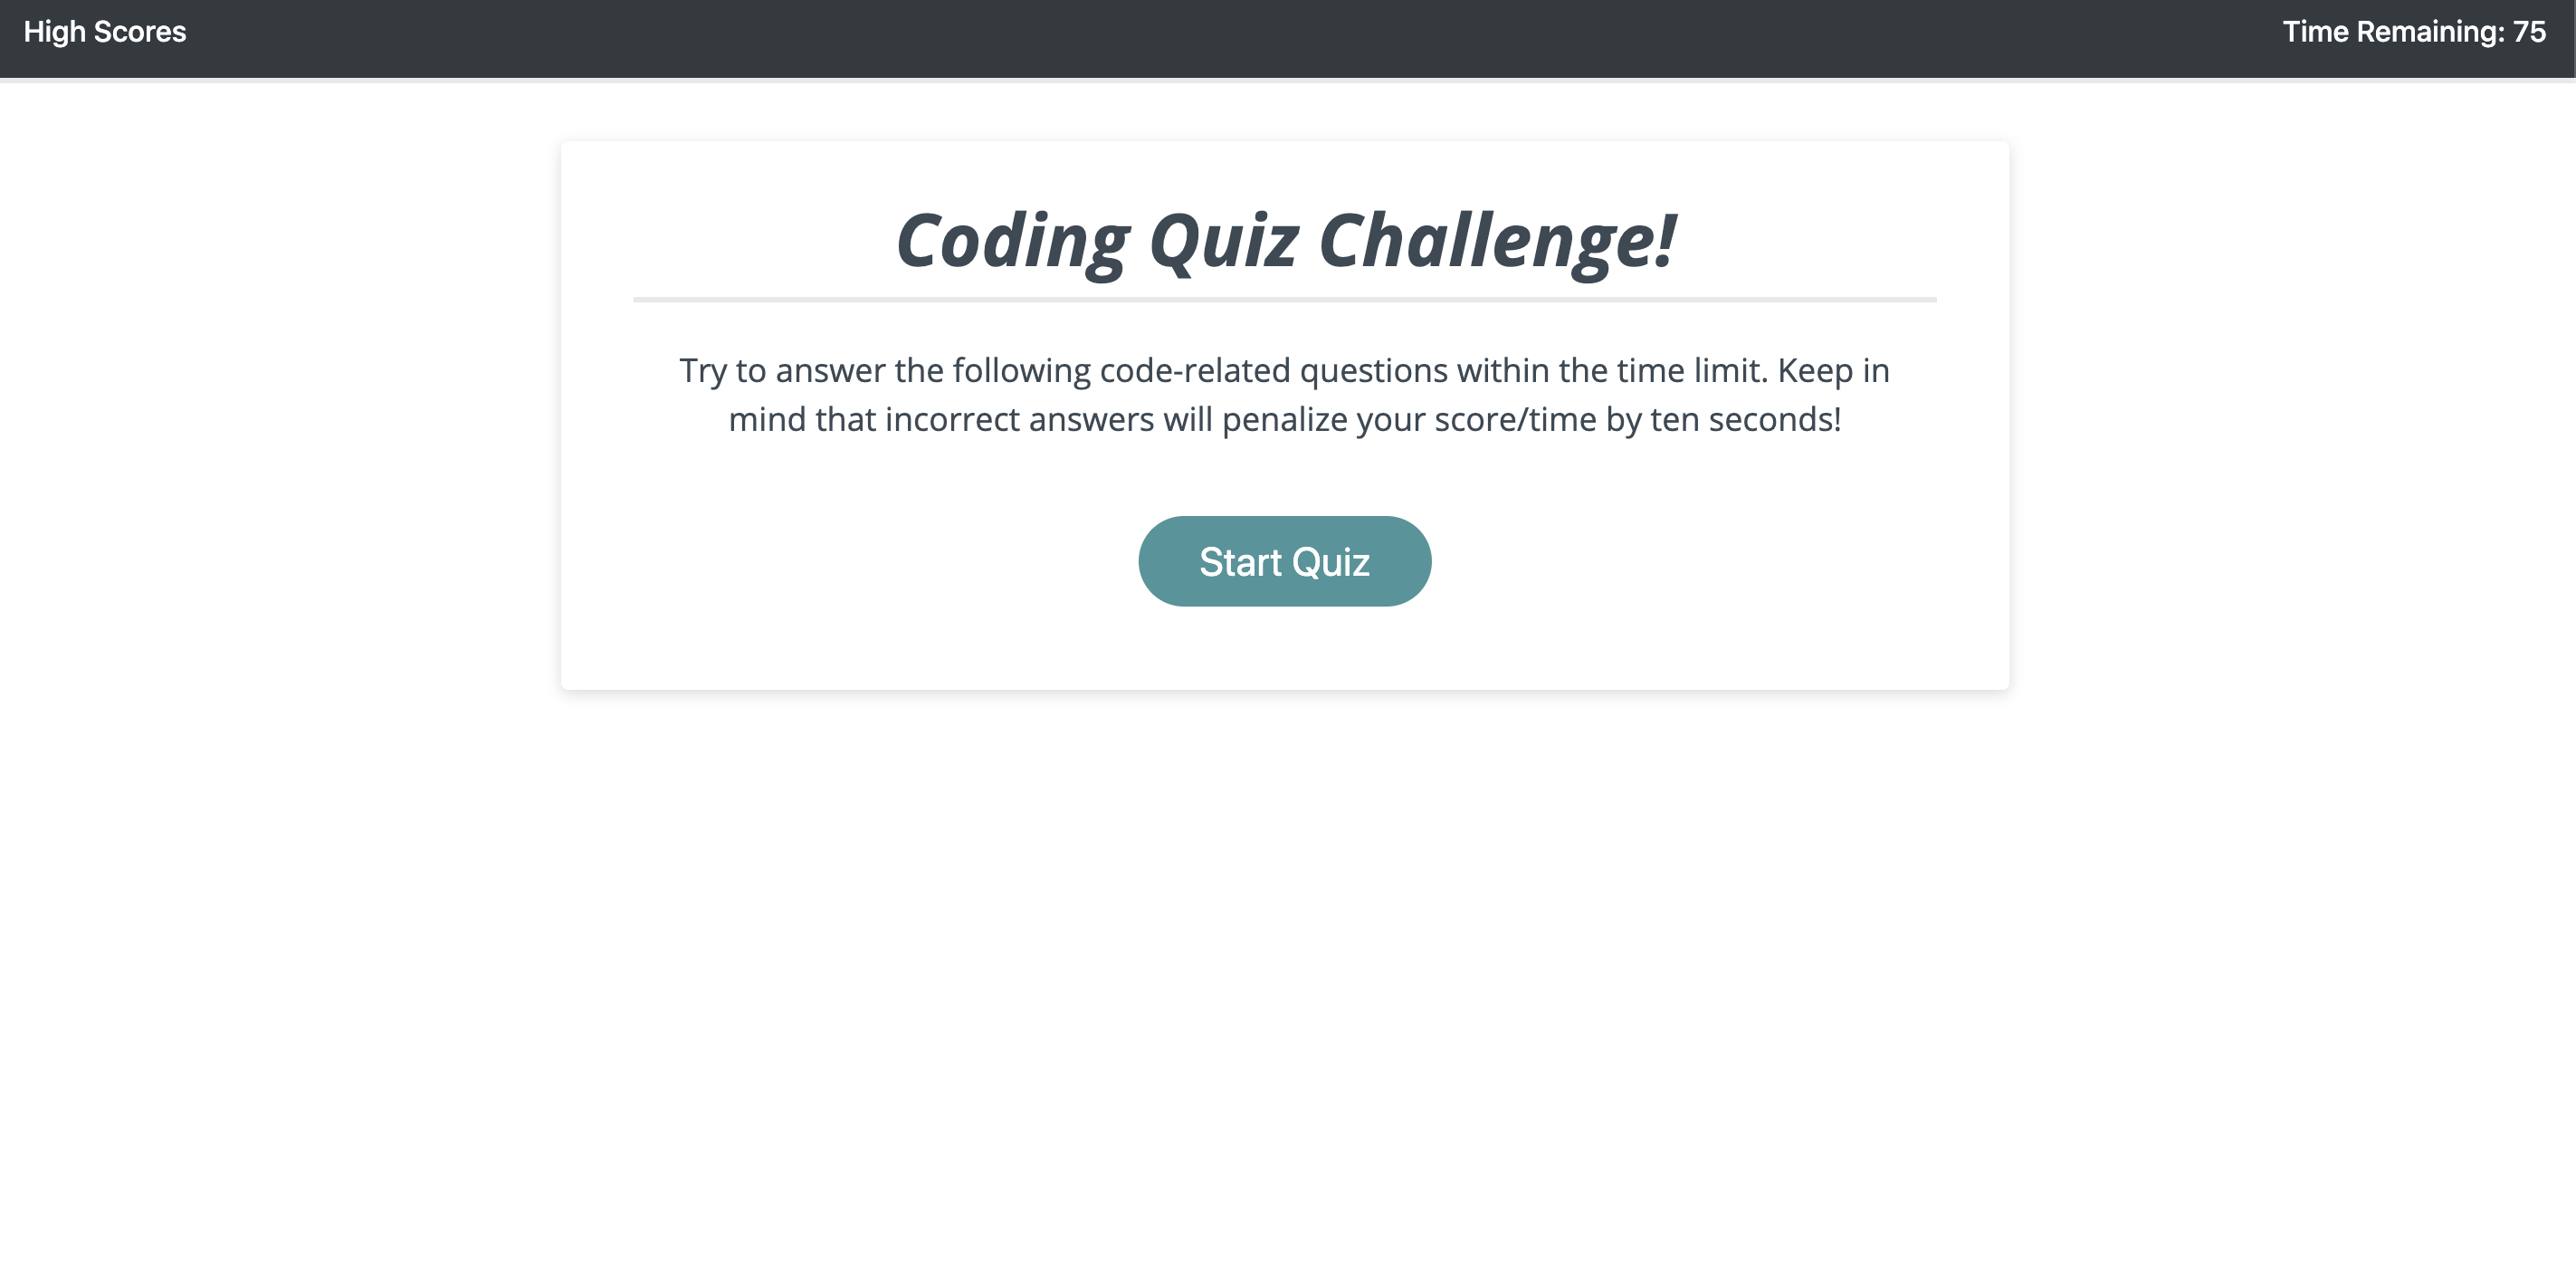 High Scores
Time Remaining: 75
Coding Quiz Challenge!
Try to answer the following code-related questions within the time limit. Keep in
mind that incorrect answers will penalize your score/time by ten seconds!
Start Quiz